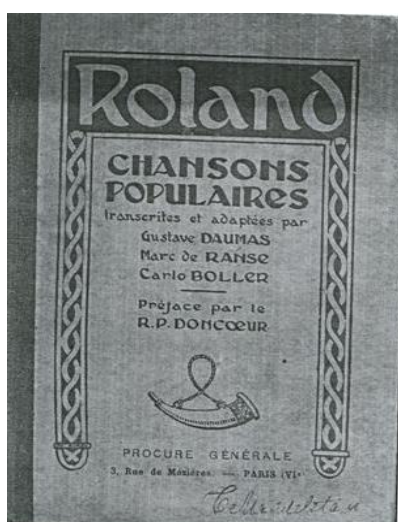 Roland
CHANSONS
POPULAIRES
transcrites et adaptées par
Gustave DAUMAS
Marc de RANSE
Carlo BOLLER
Préface par le
R.P. DONCŒUR
PROCURE GÉNÉRALE
3, Rue de Mézières. — PARIS (VIe